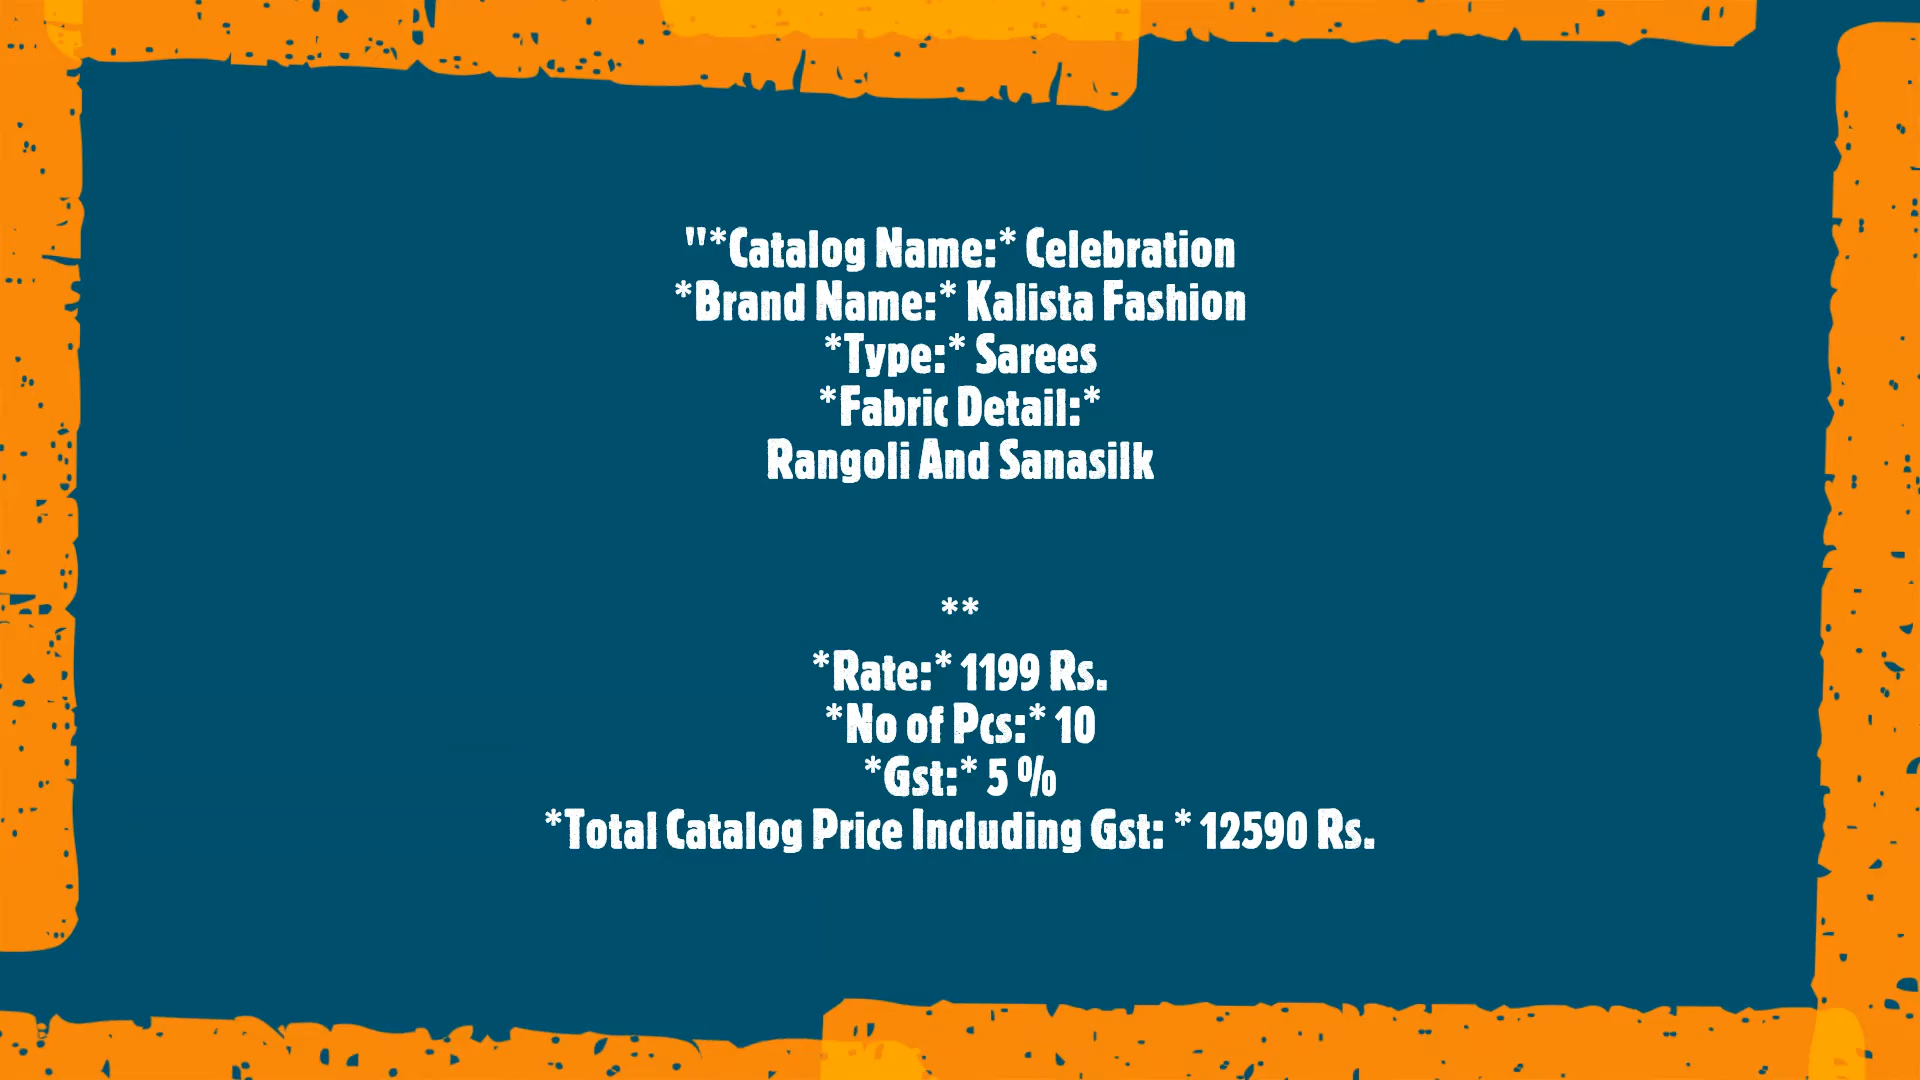 "*Catalog Name:* Celebration
*Brand Name:* Kalista Fashion
*Type:* Sarees
*Fabric Detail:*
Rangoli And Sanasilk
**
*Rate:* 1199 Rs.
*No of Pcs:* 10
*Gst:* 5 %
*Total Catalog Price Including Gst: * 12590 Rs.